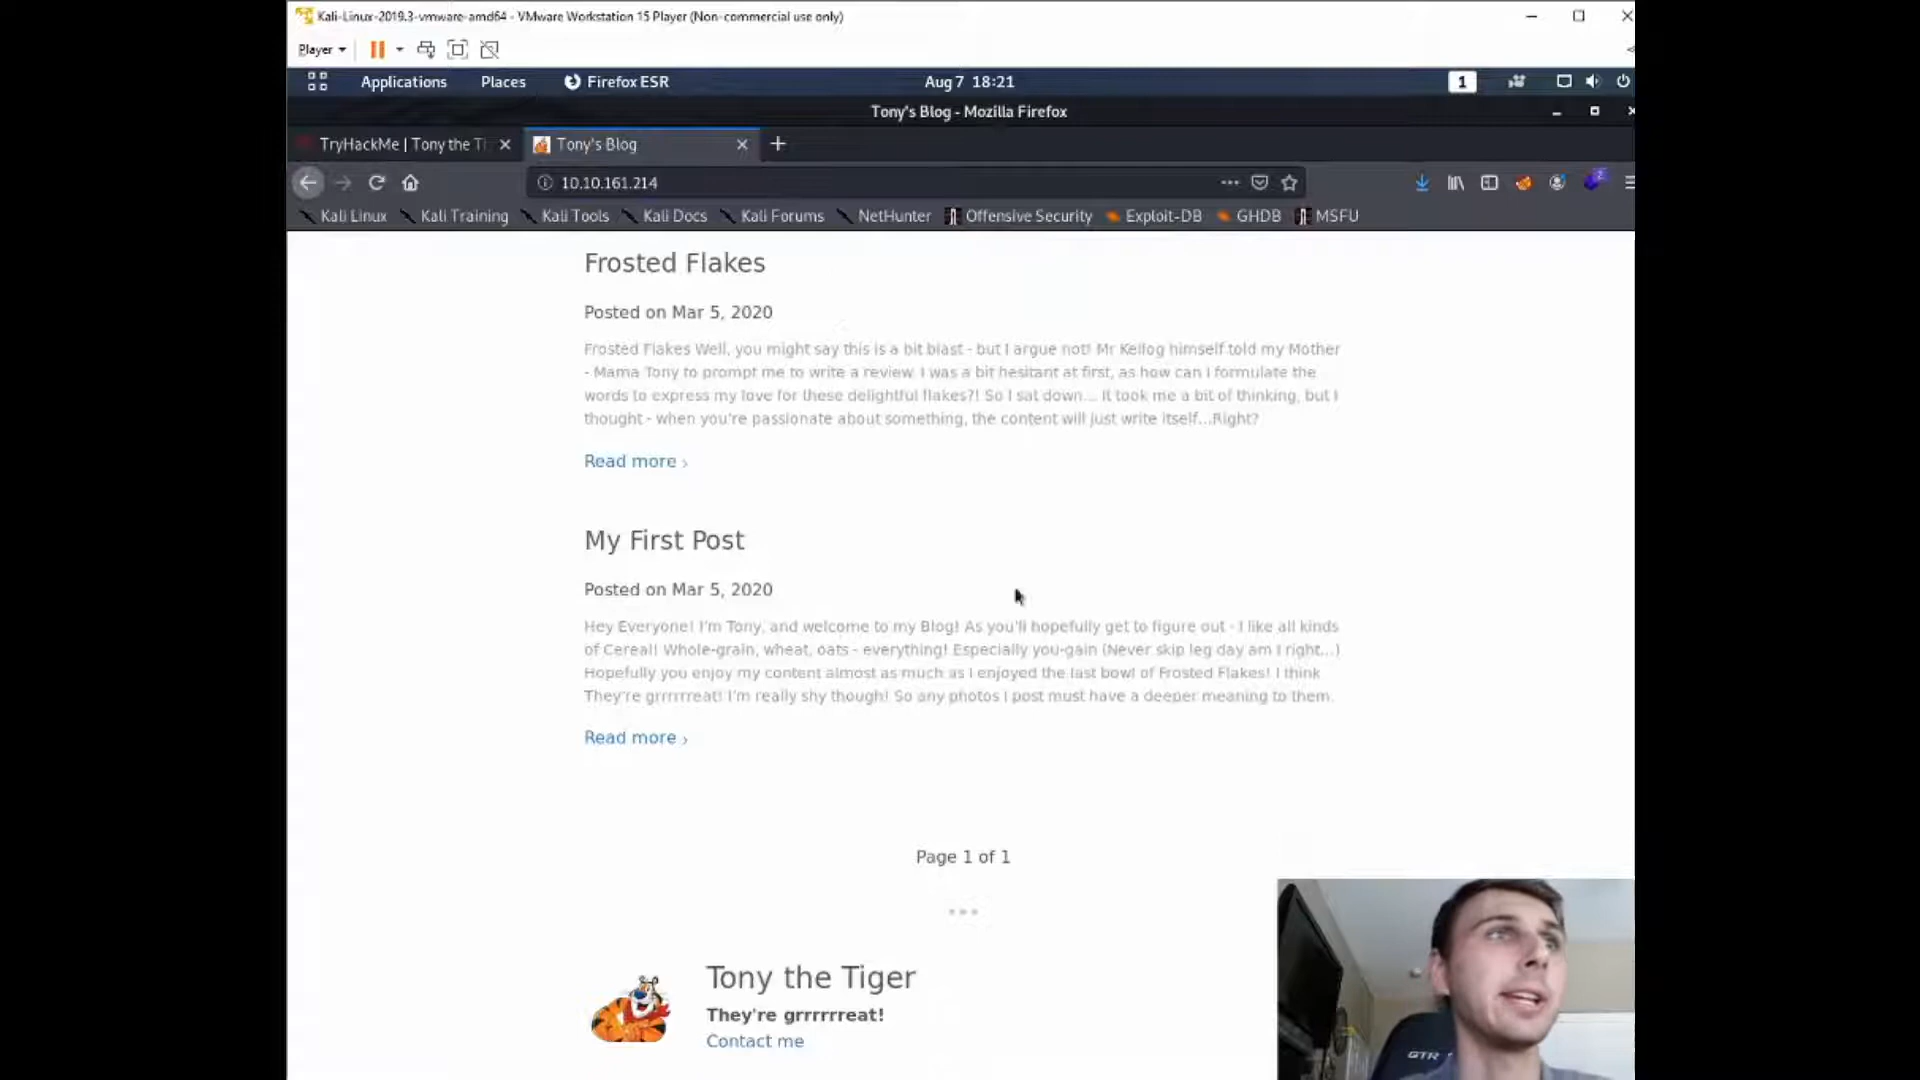 Kali-Linux-2019.3-vmware-amd64 - VMware Workstation 15 Player (Non-commercial use only)
Player
Applications Places Firefox ESR Aug 7 18:21 1
Tony's Blog - Mozilla Firefox
TryHackMe | Tony the Ti Tony's Blog
10.10.161.214
Kali Linux Kali Training Kali Tools Kali Docs Kali Forums NetHunter Offensive Security Exploit-DB GHDB MSFU
Frosted Flakes
Posted on Mar 5, 2020
Frosted Flakes Well, you might say this is a bit biast - but I argue not! Mr Kellog himself told my Mother
- Mama Tony to prompt me to write a review. I was a bit hesitant at first, as how can I formulate the
words to express my love for these delightful flakes?! So I sat down... It took me a bit of thinking, but I
thought - when you're passionate about something, the content will just write itself...Right?
Read more ›
My First Post
Posted on Mar 5, 2020
Hey Everyone! I'm Tony, and welcome to my Blog! As you'll hopefully get to figure out - I like all kinds
of Cereal! Whole-grain, wheat, oats - everything! Especially you-gain (Never skip leg day am I right...)
Hopefully you enjoy my content almost as much as I enjoyed the last bowl of Frosted Flakes! I think
They're grrrrrreat! I'm really shy though! So any photos I post must have a deeper meaning to them.
Read more ›
Page 1 of 1
Tony the Tiger
They're grrrrrreat!
Contact me
GTR